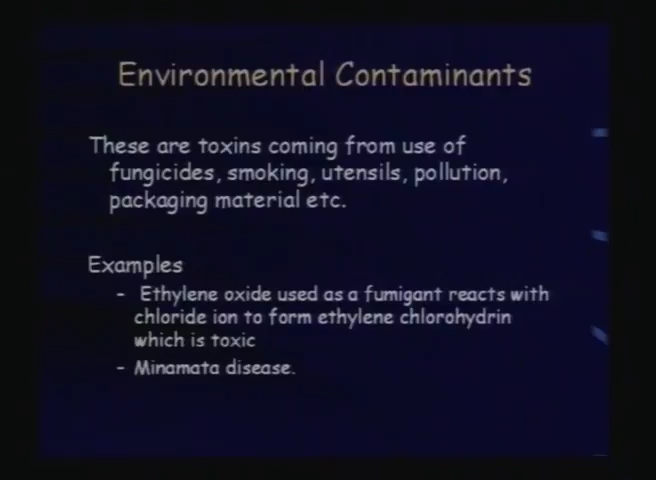 Environmental Contaminants
These are toxins coming from use of
fungicides, smoking, utensils, pollution,
packaging material etc.
Examples
- Ethylene oxide used as a fumigant reacts with
chloride ion to form ethylene chlorohydrin
which is toxic
- Minamata disease.